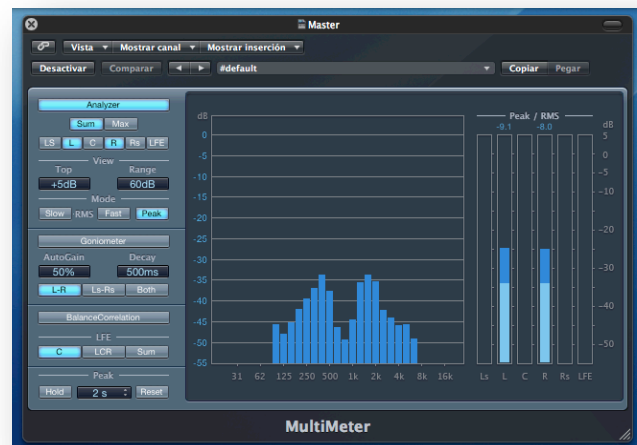 Master
Vista Mostrar canal Mostrar inserción
Desactivar Comparar #default Copiar Pegar
Analyzer
Sum Max
LS L C R Rs LFE
View
Top Range
+5dB 60dB
Mode
Slow RMS Fast Peak
Goniometer
AutoGain Decay
50% 500ms
L-R Ls-Rs Both
BalanceCorrelation
LFE
C LCR Sum
Peak
Hold 2 s Reset
dB
0
-5
-10
-15
-20
-25
-30
-35
-40
-45
-50
-55
31 62 125 250 500 1k 2k 4k 8k 16k
Peak / RMS
-9.1 -8.0
dB
5
0
-5
-10
-20
-30
-40
-50
Ls L C R Rs LFE
MultiMeter